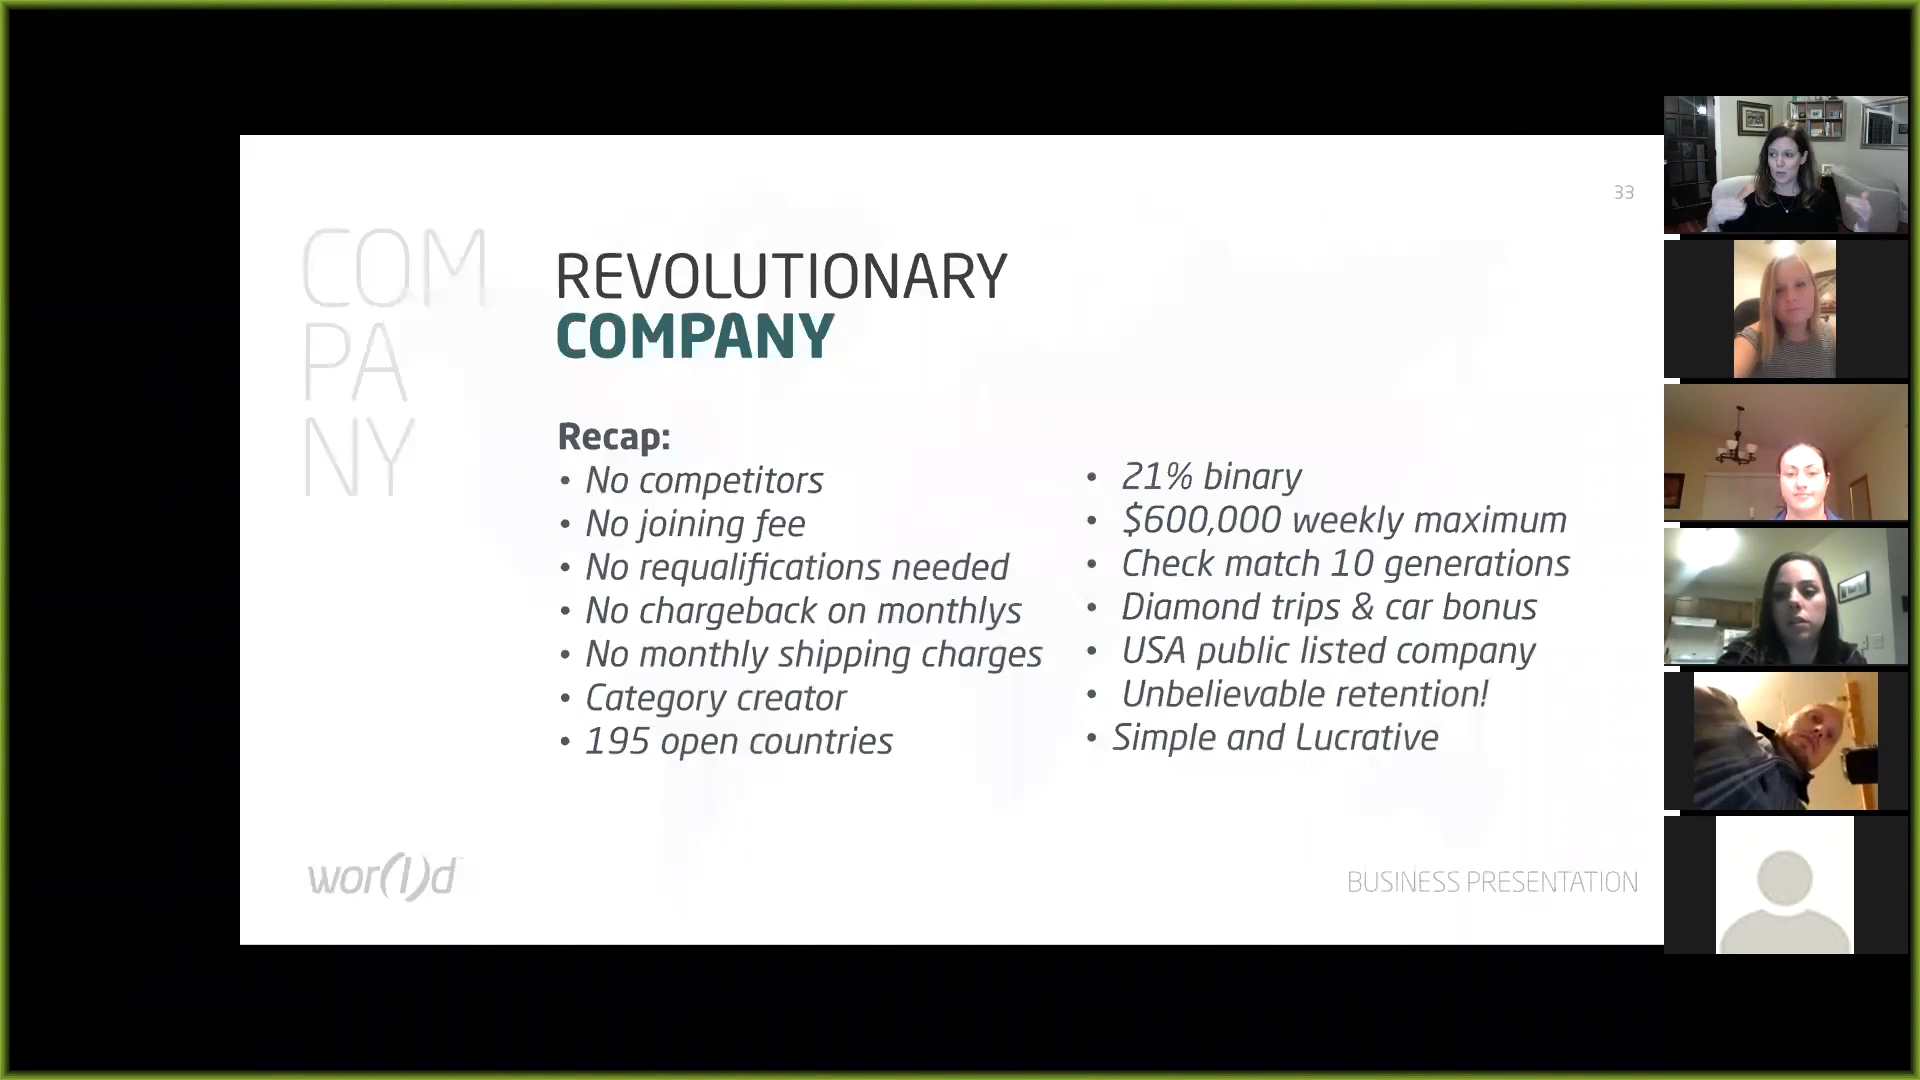 33
COM
PA
NY
REVOLUTIONARY
COMPANY
Recap:
• No competitors
• No joining fee
• No requalifications needed
• No chargeback on monthlys
• No monthly shipping charges
• Category creator
• 195 open countries
• 21% binary
• $600,000 weekly maximum
• Check match 10 generations
• Diamond trips & car bonus
• USA public listed company
• Unbelievable retention!
• Simple and Lucrative
wor(l)d
BUSINESS PRESENTATION